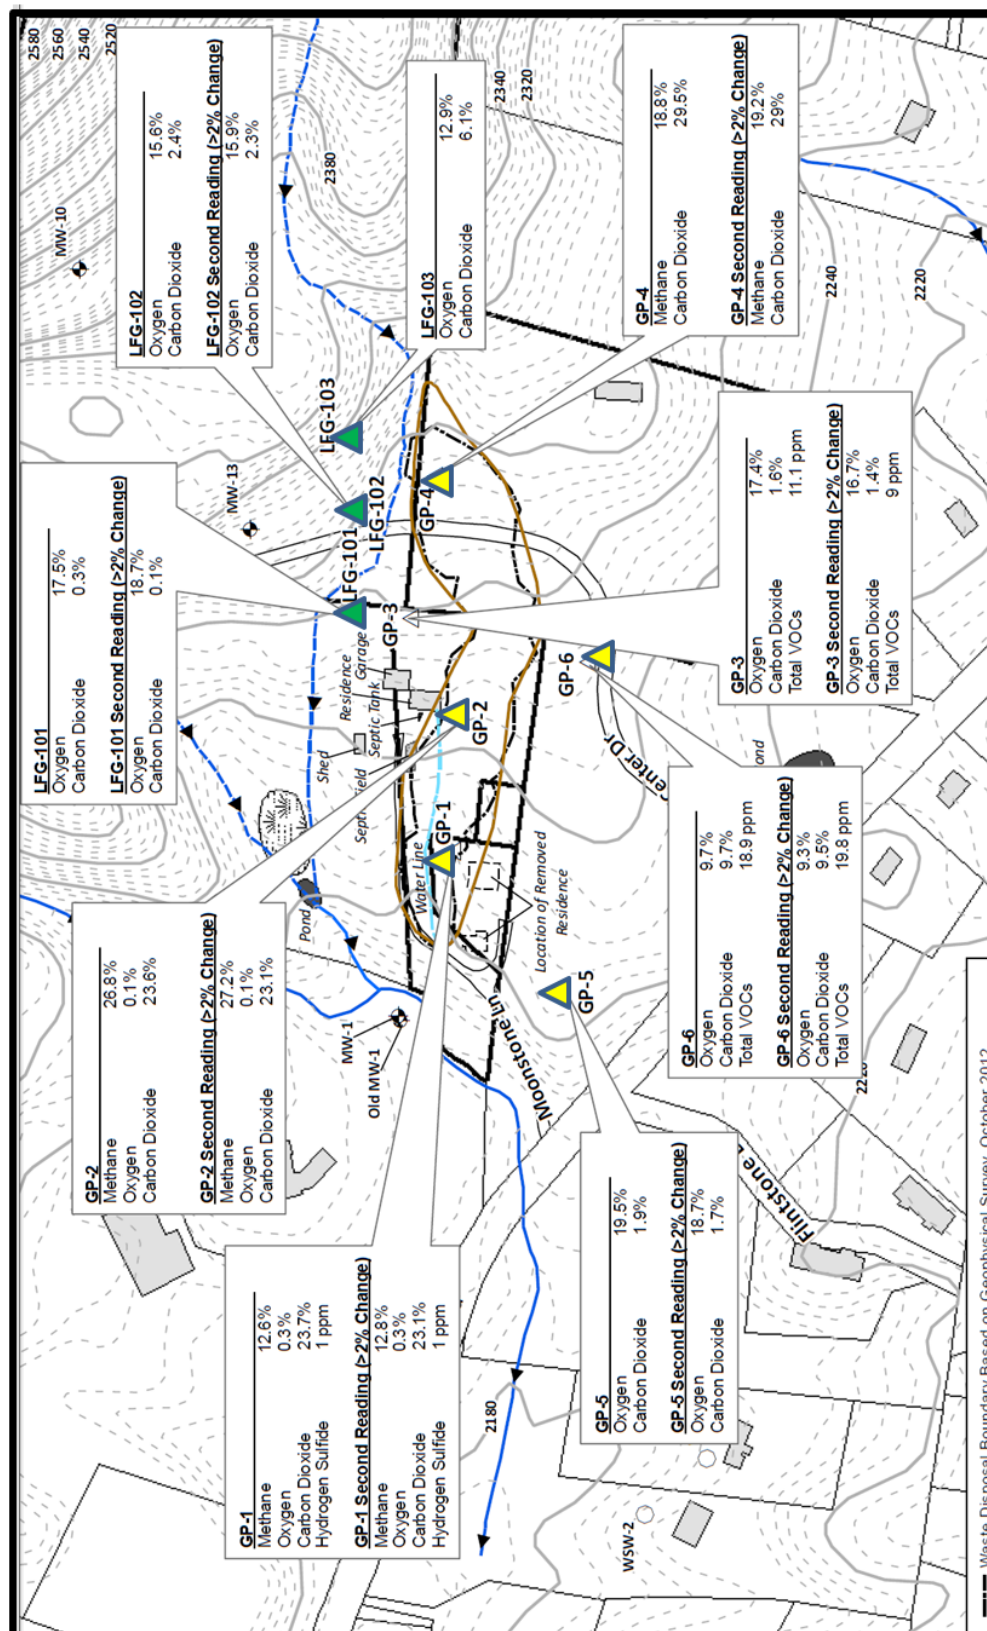 2580
2560
2540
2520
MW-10
LFG-102
Oxygen 15.6%
Carbon Dioxide 2.4%
LFG-102 Second Reading (>2% Change)
Oxygen 15.9%
Carbon Dioxide 2.3%
2380
LFG-103
Oxygen 12.9%
Carbon Dioxide 6.1%
2340
2320
GP-4
Methane 18.8%
Carbon Dioxide 29.5%
GP-4 Second Reading (>2% Change)
Methane 19.2%
Carbon Dioxide 29%
2240
2220
LFG-101
Oxygen 17.5%
Carbon Dioxide 0.3%
LFG-101 Second Reading (>2% Change)
Oxygen 18.7%
Carbon Dioxide 0.1%
MW-13
LFG-103
LFG-102
LFG-101
GP-4
GP-3
GP-3
Oxygen 17.4%
Carbon Dioxide 1.6%
Total VOCs 11.1 ppm
GP-3 Second Reading (>2% Change)
Oxygen 16.7%
Carbon Dioxide 1.4%
Total VOCs 9 ppm
Garage
Residence
Septic Tank
Shed
GP-2
GP-6
GP-1
Water Line
Pond
Location of Removed
Residence
GP-2
Methane 26.8%
Oxygen 0.1%
Carbon Dioxide 23.6%
GP-2 Second Reading (>2% Change)
Methane 27.2%
Oxygen 0.1%
Carbon Dioxide 23.1%
MW-1
Old MW-1
Moonstone Ln
GP-5
GP-6
Oxygen 9.7%
Carbon Dioxide 9.7%
Total VOCs 18.9 ppm
GP-6 Second Reading (>2% Change)
Oxygen 9.3%
Carbon Dioxide 9.5%
Total VOCs 19.8 ppm
GP-1
Methane 12.6%
Oxygen 0.3%
Carbon Dioxide 23.7%
Hydrogen Sulfide 1 ppm
GP-1 Second Reading (>2% Change)
Methane 12.8%
Oxygen 0.3%
Carbon Dioxide 23.1%
Hydrogen Sulfide 1 ppm
GP-5
Oxygen 19.5%
Carbon Dioxide 1.9%
GP-5 Second Reading (>2% Change)
Oxygen 18.7%
Carbon Dioxide 1.7%
Flintstone
2180
WSW-2
Waste Disposal Boundary Based on Geophysical Survey, October 2012